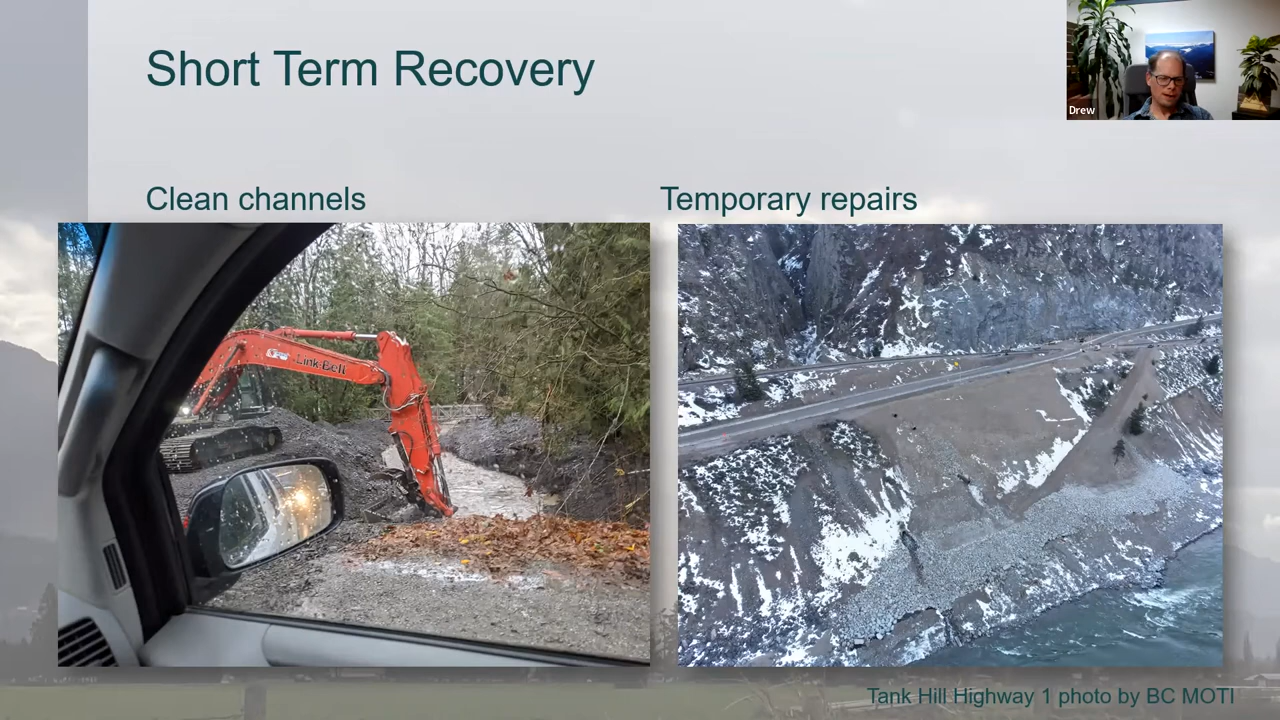 Short Term Recovery
Drew
Clean channels
Temporary repairs
Link-Belt
Tank Hill Highway 1 photo by BC MOTI